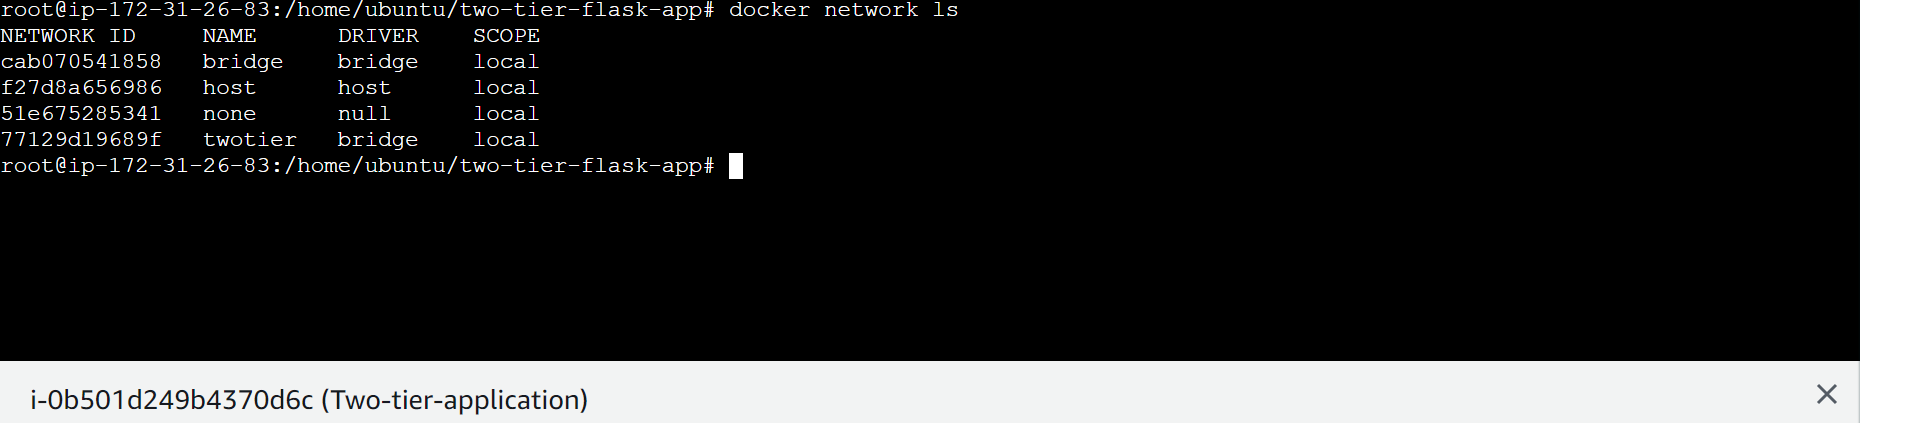 root@ip-172-31-26-83:/home/ubuntu/two-tier-flask-app# docker network ls
NETWORK ID     NAME      DRIVER    SCOPE
cab070541858   bridge    bridge    local
f27d8a656986   host      host      local
51e675285341   none      null      local
77129d19689f   twotier   bridge    local
root@ip-172-31-26-83:/home/ubuntu/two-tier-flask-app#
i-0b501d249b4370d6c (Two-tier-application)